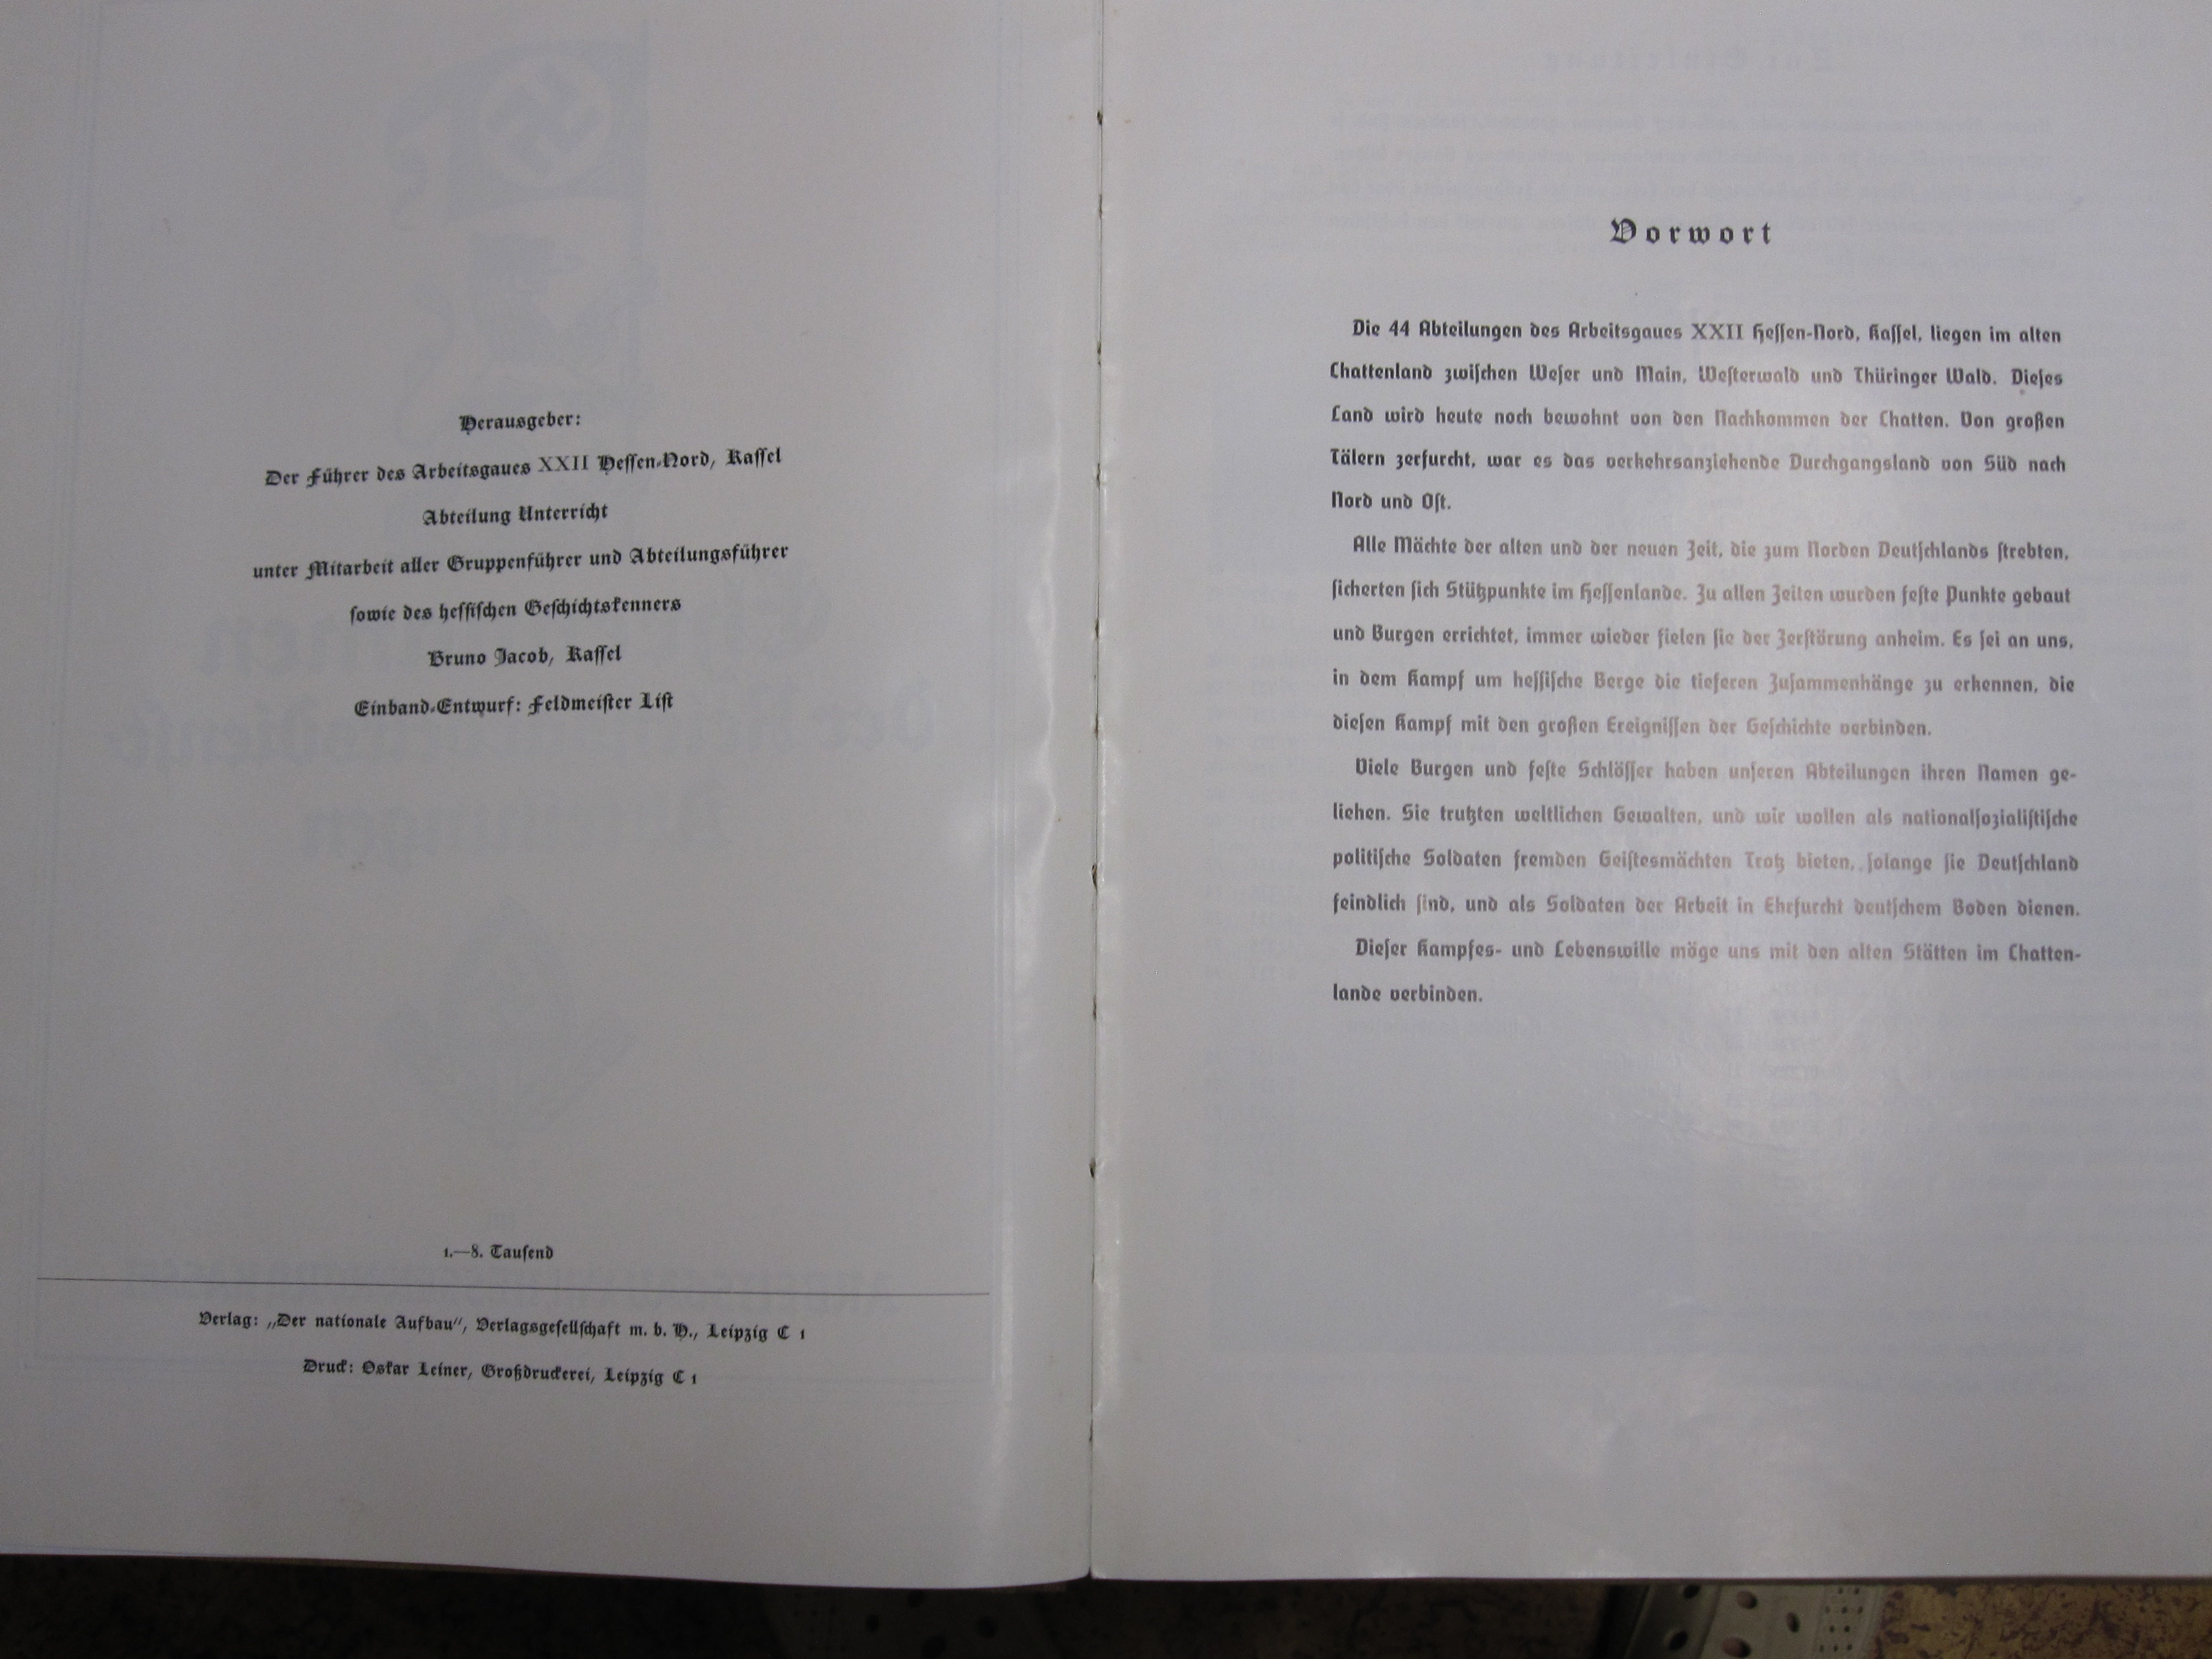 Herausgeber:
Der Führer des Arbeitsgaues XXII Hessen-Nord, Kassel
Abteilung Unterricht
unter Mitarbeit aller Gruppenführer und Abteilungsführer
sowie des hessischen Geschichtskenners
Bruno Jacob, Kassel
Einband-Entwurf: Feldmeister List
1.—8. Tausend
Verlag: „Der nationale Aufbau“, Verlagsgesellschaft m. b. H., Leipzig C 1
Druck: Oskar Leiner, Großdruckerei, Leipzig C 1
Vorwort
Die 44 Abteilungen des Arbeitsgaues XXII Hessen-Nord, Kassel, liegen im alten
Chattenland zwischen Weser und Main, Westerwald und Thüringer Wald. Dieses
Land wird heute noch bewohnt von den Nachkommen der Chatten. Von großen
Tälern zerfurcht, war es das verkehrsanziehende Durchgangsland von Süd nach
Nord und Ost.
Alle Mächte der alten und der neuen Zeit, die zum Norden Deutschlands strebten,
sicherten sich Stützpunkte im Hessenlande. Zu allen Zeiten wurden feste Punkte gebaut
und Burgen errichtet, immer wieder fielen sie der Zerstörung anheim. Es sei an uns,
in dem Kampf um hessische Berge die tieferen Zusammenhänge zu erkennen, die
diesen Kampf mit den großen Ereignissen der Geschichte verbinden.
Viele Burgen und feste Schlösser haben unseren Abteilungen ihren Namen ge-
liehen. Sie trutzten weltlichen Gewalten, und wir wollen als nationalsozialistische
politische Soldaten fremden Geistesmächten Trotz bieten, solange sie Deutschland
feindlich sind, und als Soldaten der Arbeit in Ehrfurcht deutschem Boden dienen.
Dieser Kampfes- und Lebenswille möge uns mit den alten Stätten im Chatten-
lande verbinden.